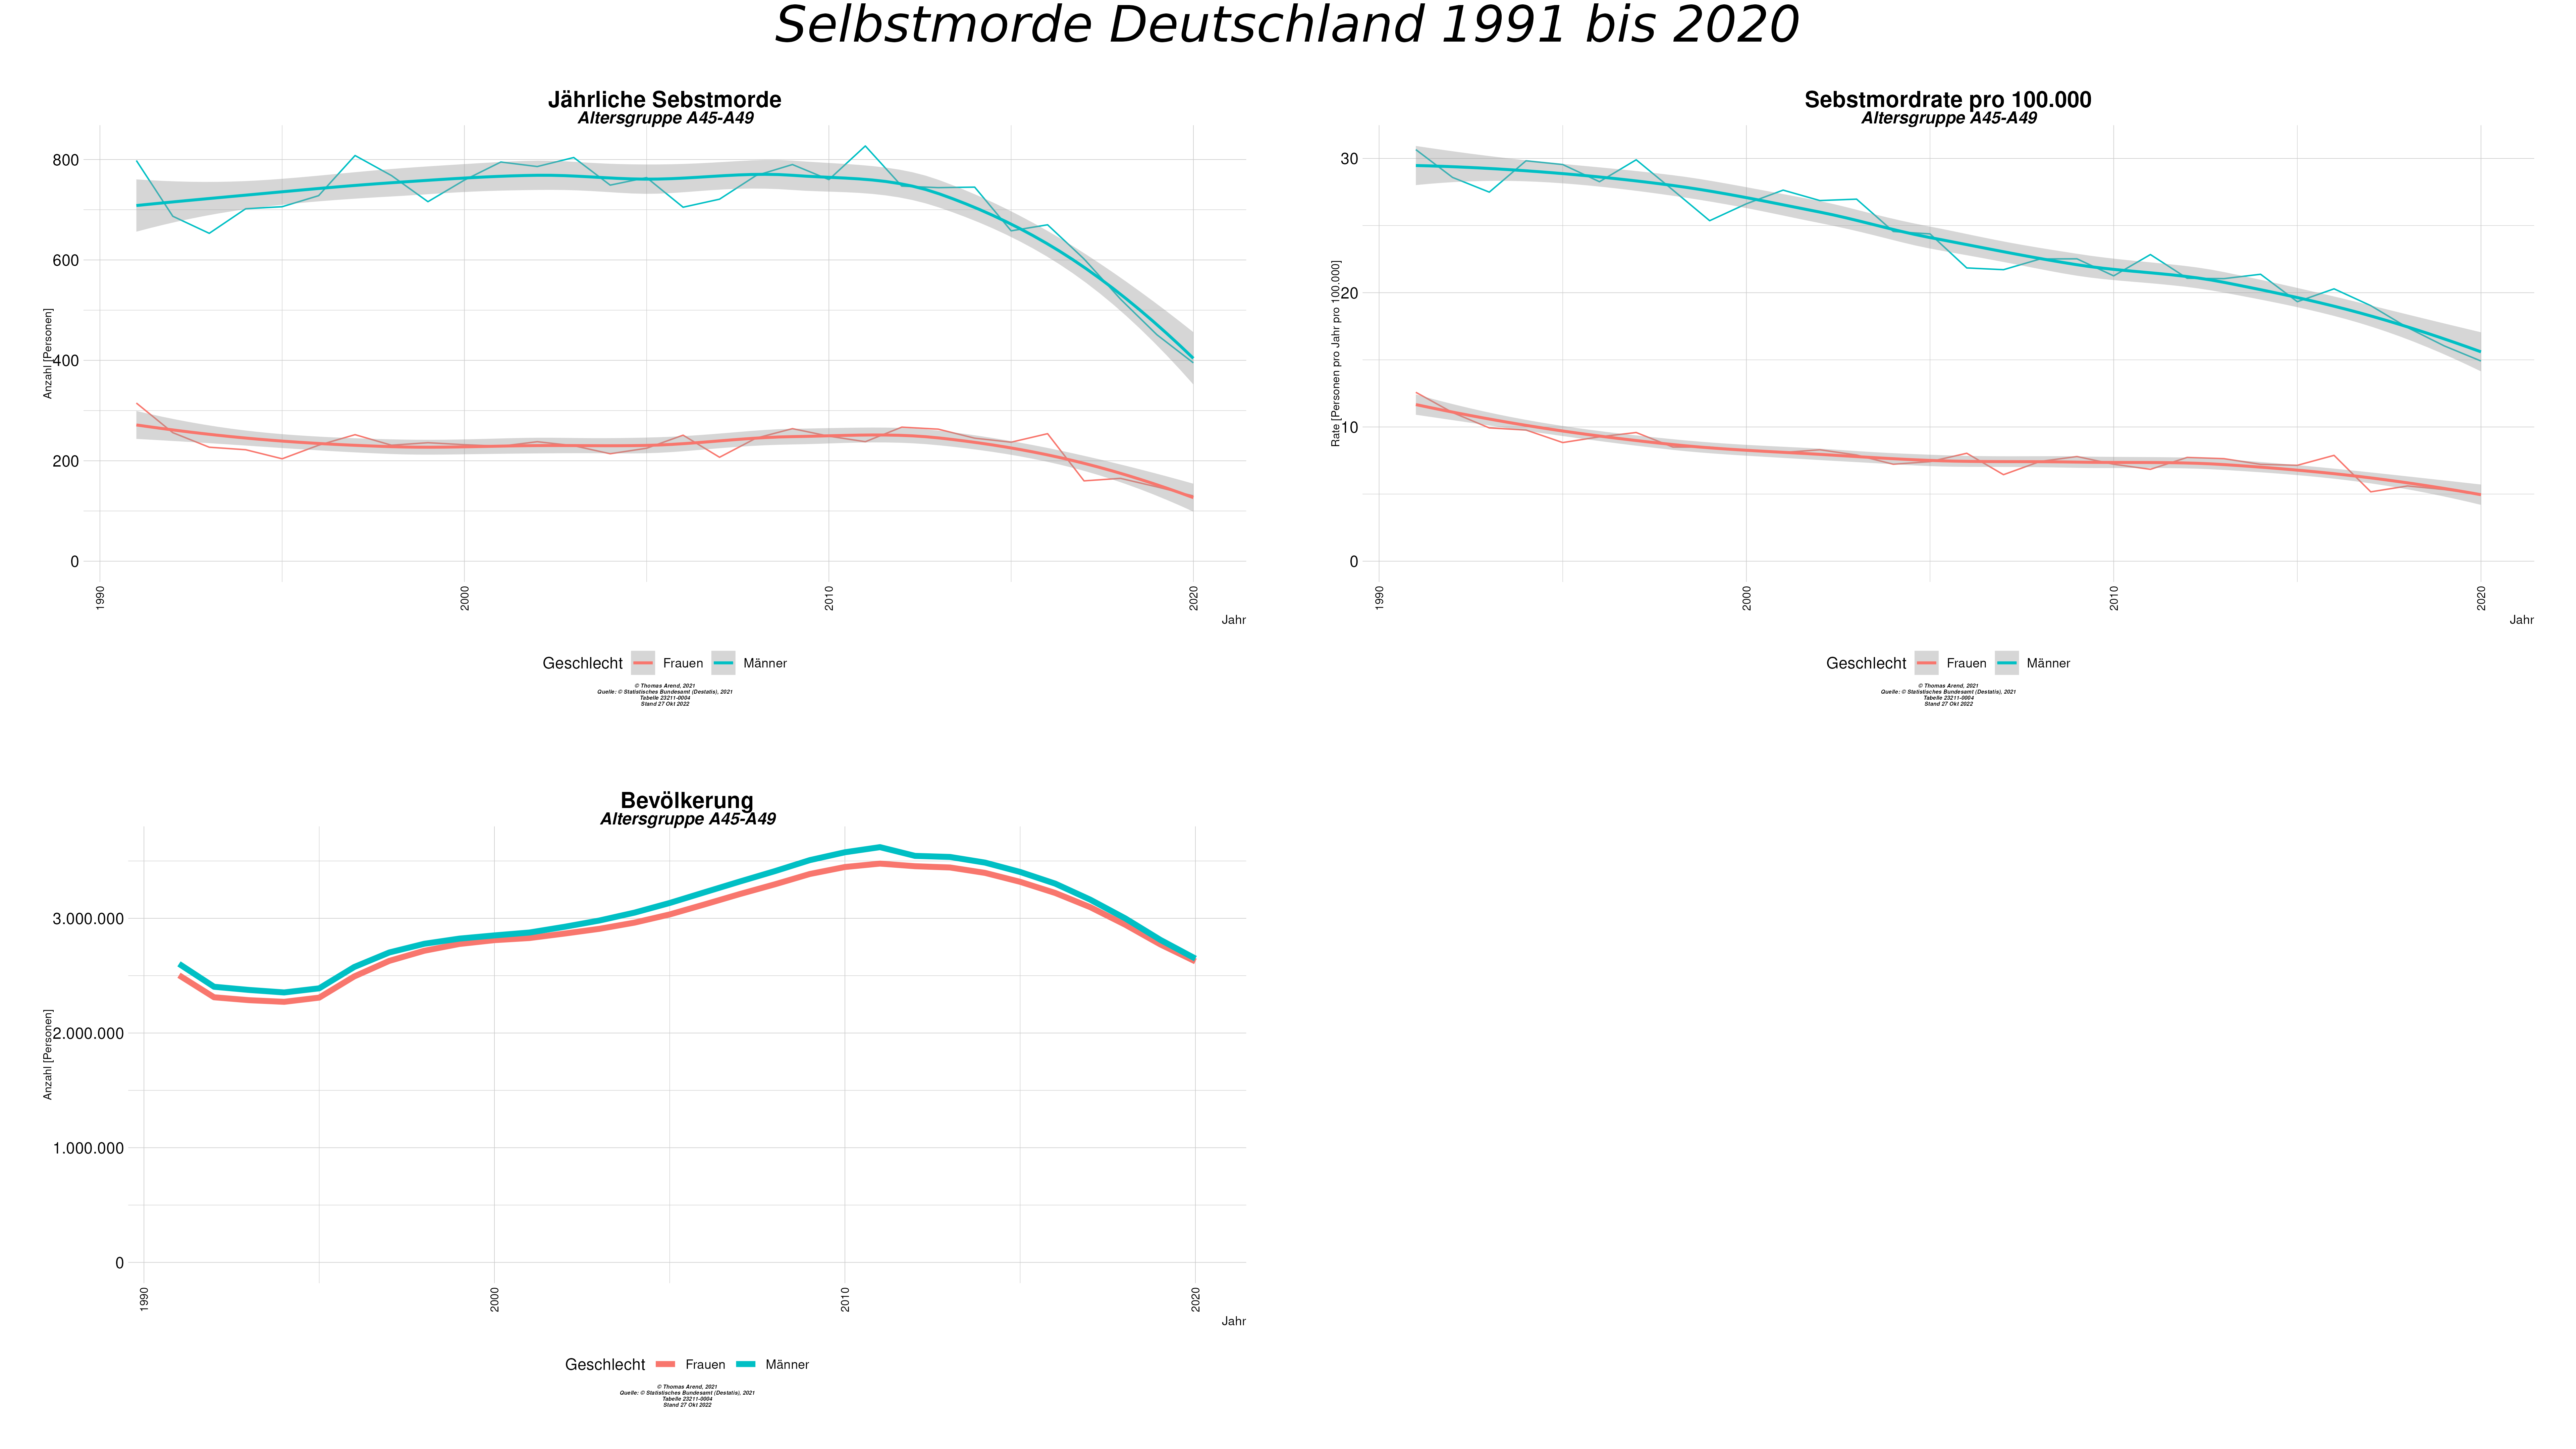 Selbstmorde Deutschland 1991 bis 2020
Jährliche Sebstmorde
Altersgruppe A45-A49
Anzahl [Personen]
800
600
400
200
0
1990
2000
2010
2020
Jahr
Geschlecht Frauen Männer
© Thomas Arend, 2021
Quelle: © Statistisches Bundesamt (Destatis), 2021
Tabelle 23211-0004
Stand 27 Okt 2022
Sebstmordrate pro 100.000
Altersgruppe A45-A49
Rate [Personen pro Jahr pro 100.000]
30
20
10
0
1990
2000
2010
2020
Jahr
Geschlecht Frauen Männer
© Thomas Arend, 2021
Quelle: © Statistisches Bundesamt (Destatis), 2021
Tabelle 23211-0004
Stand 27 Okt 2022
Bevölkerung
Altersgruppe A45-A49
Anzahl [Personen]
3.000.000
2.000.000
1.000.000
0
1990
2000
2010
2020
Jahr
Geschlecht Frauen Männer
© Thomas Arend, 2021
Quelle: © Statistisches Bundesamt (Destatis), 2021
Tabelle 23211-0004
Stand 27 Okt 2022